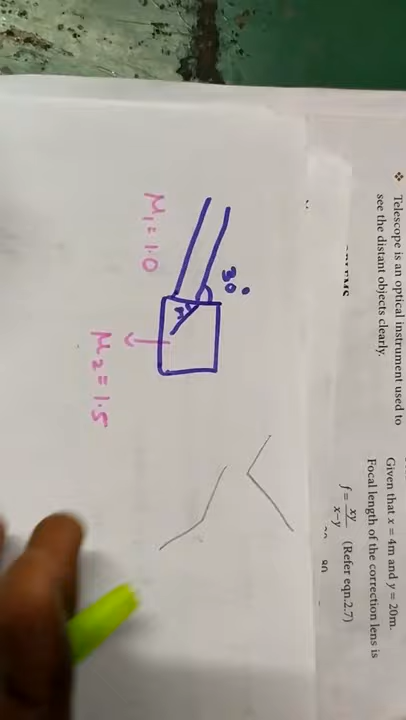 ❖ Telescope is an optical instrument used to
see the distant objects clearly.
Given that x = 4m and y = 20m.
Focal length of the correction lens is
f = xy/x−y (Refer eqn.2.7)
30°
μ₁ = 1.0
μ₂ = 1.5